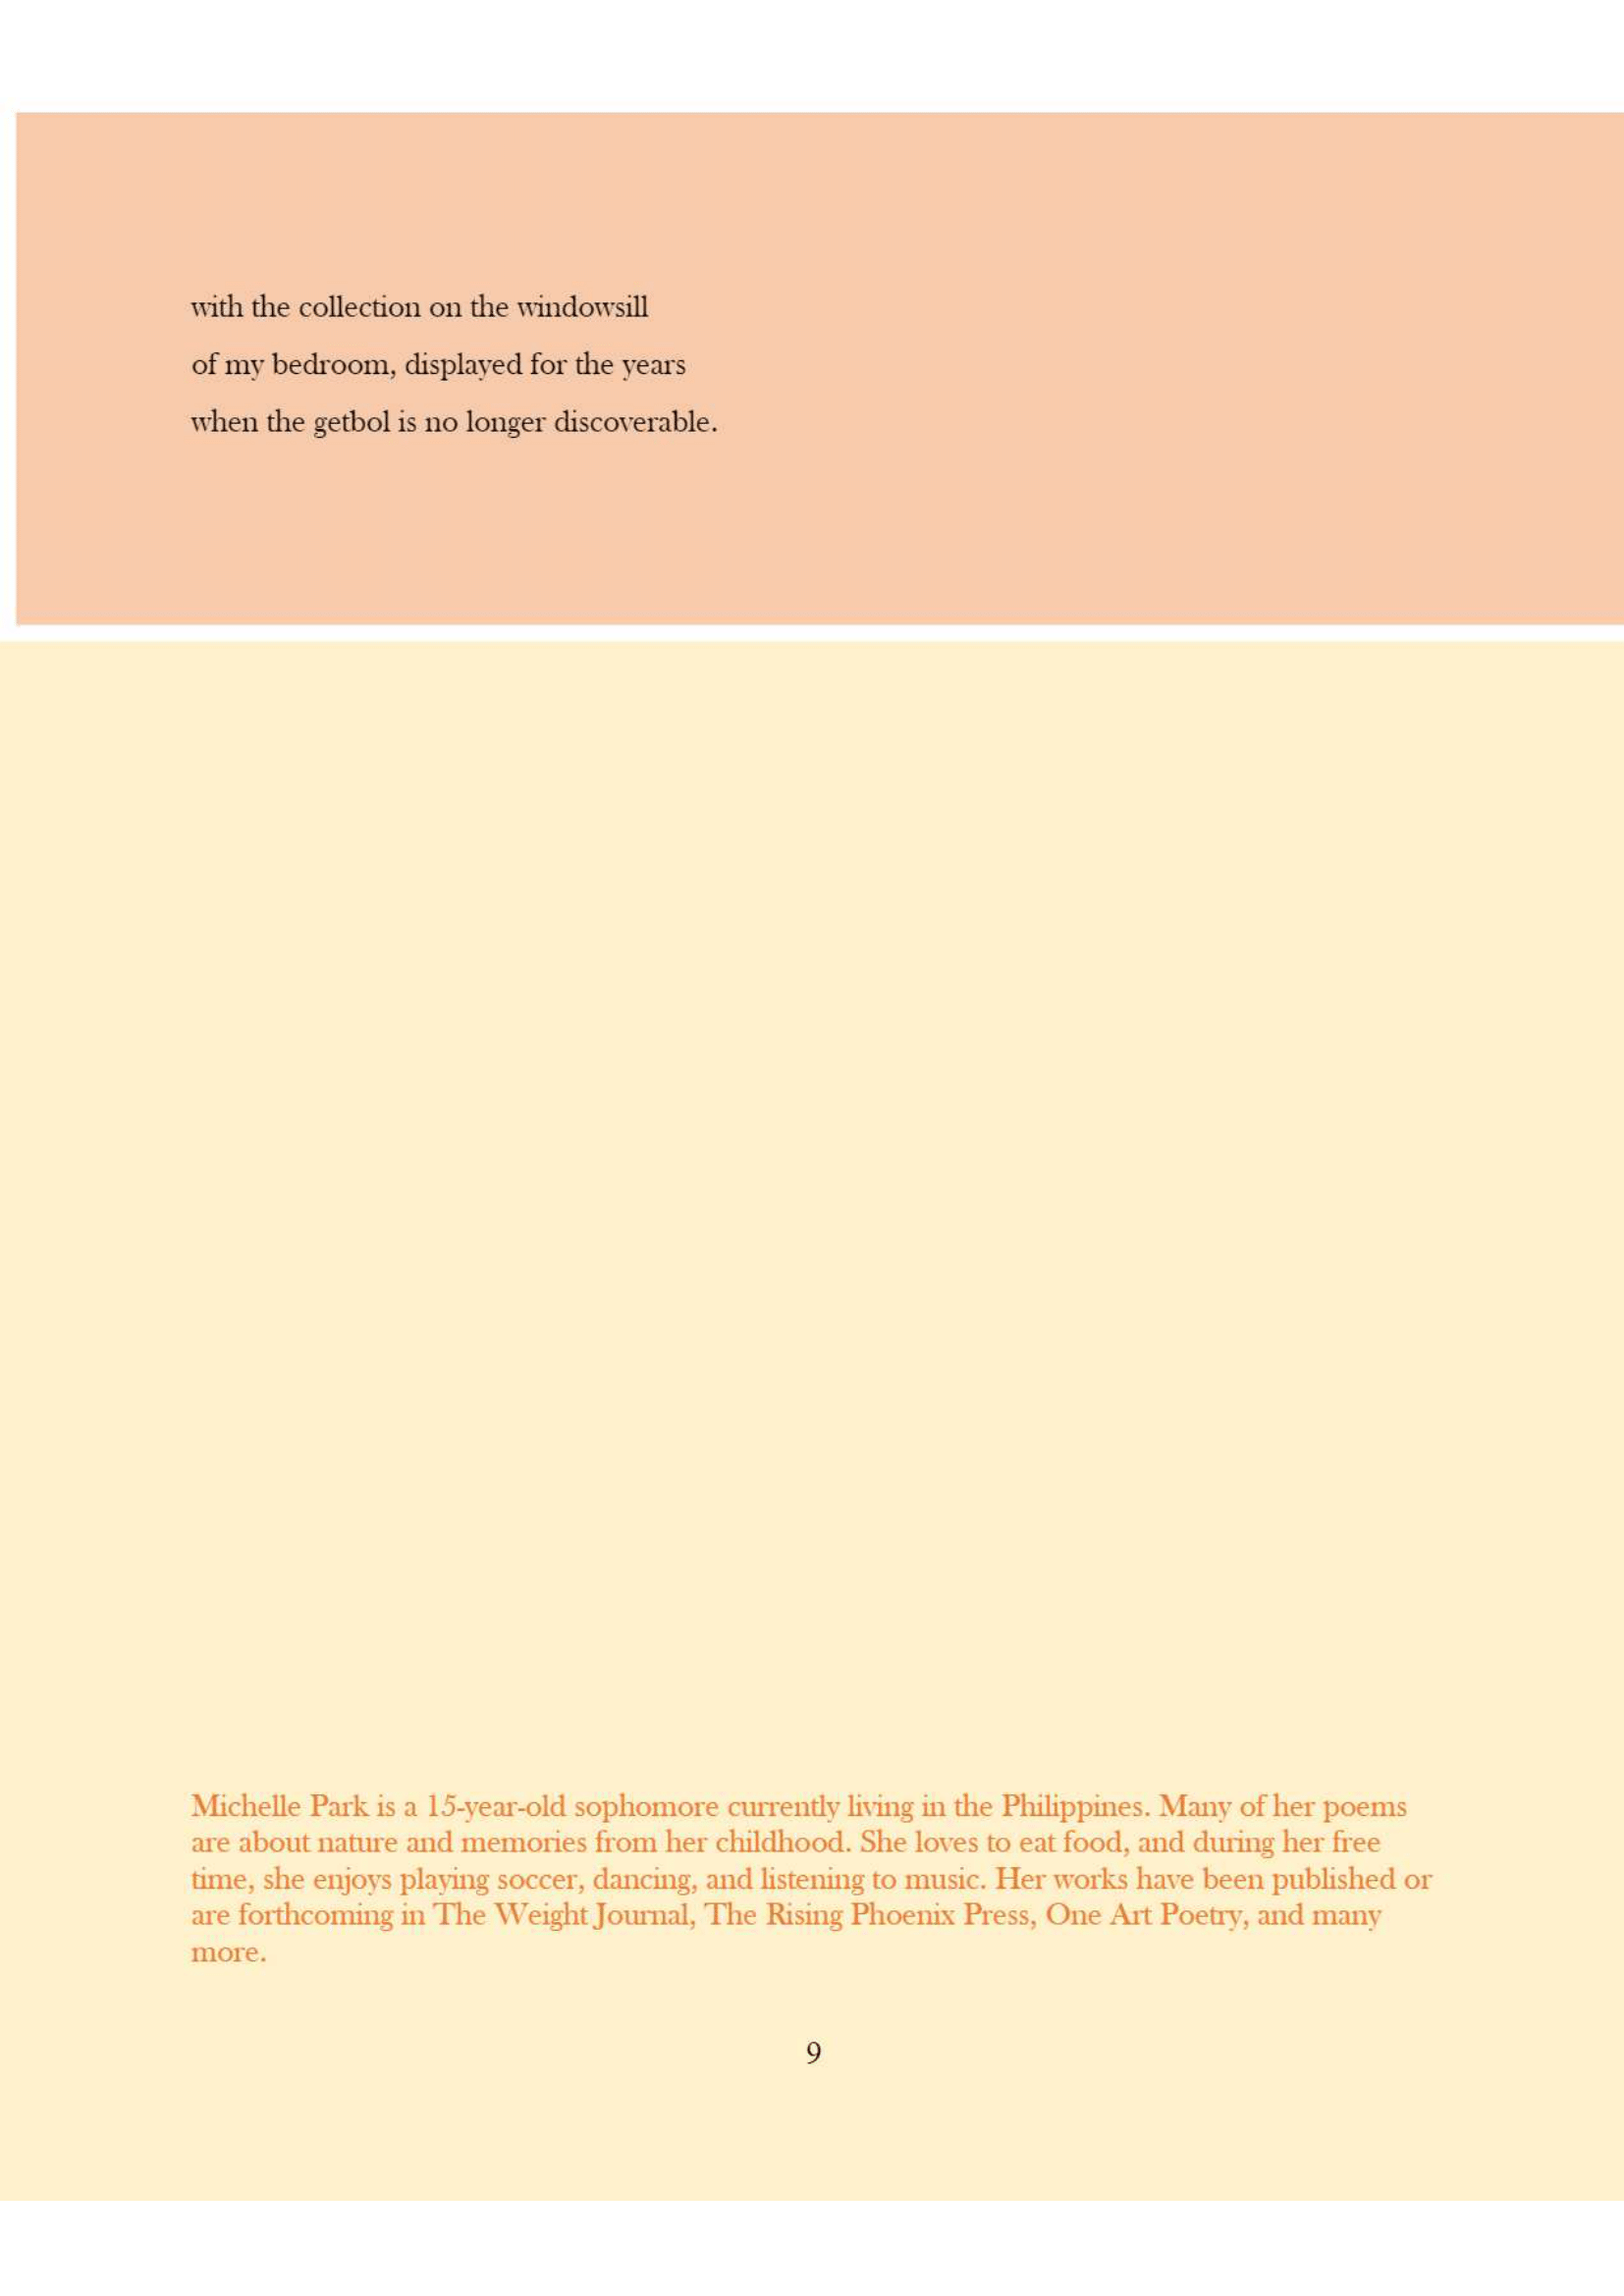 with the collection on the windowsill
of my bedroom, displayed for the years
when the getbol is no longer discoverable.
Michelle Park is a 15-year-old sophomore currently living in the Philippines. Many of her poems
are about nature and memories from her childhood. She loves to eat food, and during her free
time, she enjoys playing soccer, dancing, and listening to music. Her works have been published or
are forthcoming in The Weight Journal, The Rising Phoenix Press, One Art Poetry, and many
more.
9